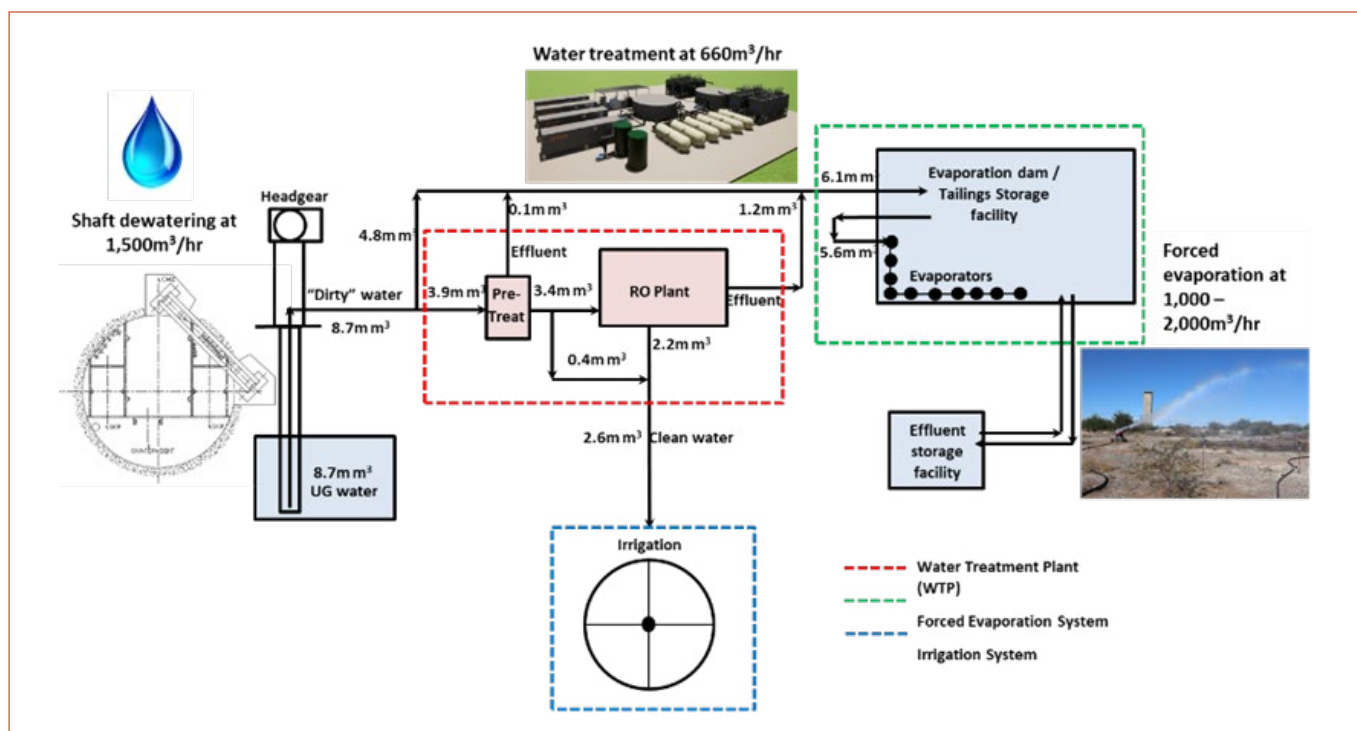 Water treatment at 660m³/hr
Shaft dewatering at
1,500m³/hr
Headgear
"Dirty" water
8.7m m³
8.7m m³
UG water
4.8m m³
0.1m m³
Effluent
3.9m m³
Pre-
Treat
3.4m m³
0.4m m³
RO Plant
Effluent
1.2m m³
2.2m m³
2.6m m³ Clean water
Irrigation
6.1m m
Evaporation dam /
Tailings Storage
facility
5.6m m
Evaporators
Effluent
storage
facility
Forced
evaporation at
1,000 –
2,000m³/hr
Water Treatment Plant
(WTP)
Forced Evaporation System
Irrigation System